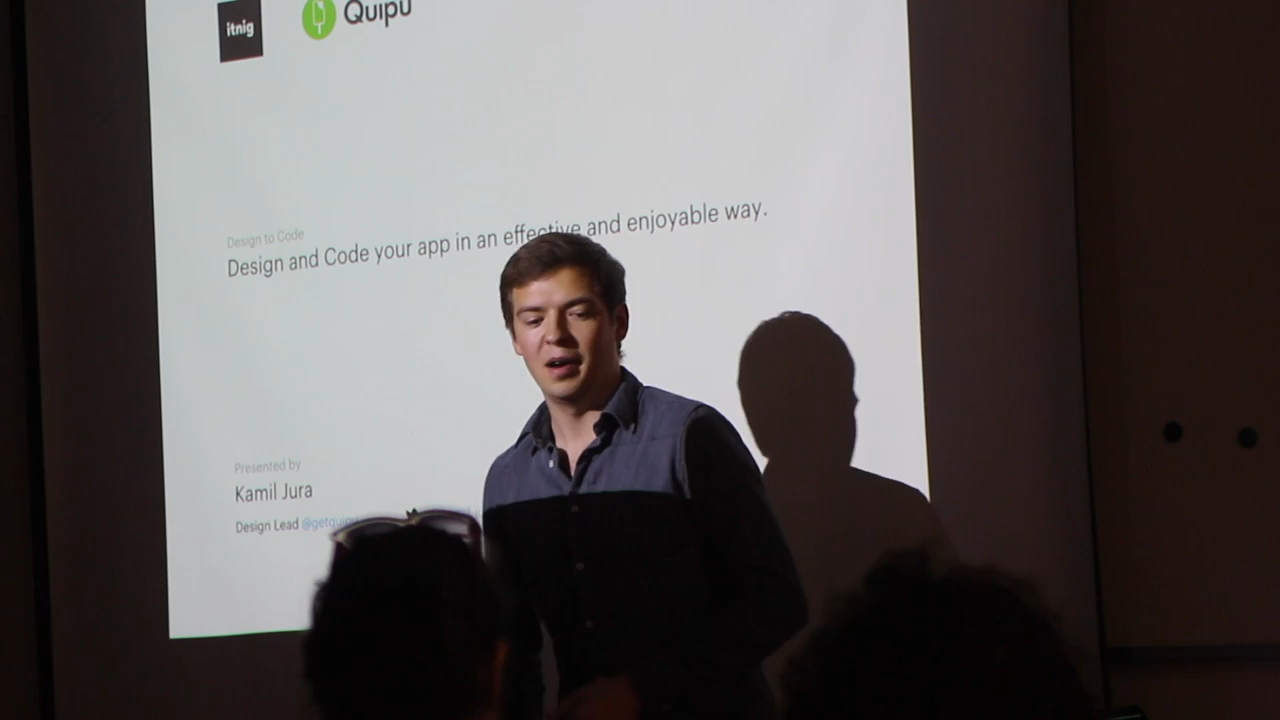 itnig
Quipu
Design to Code
Design and Code your app in an effective and enjoyable way.
Presented by
Kamil Jura
Design Lead @getquipu